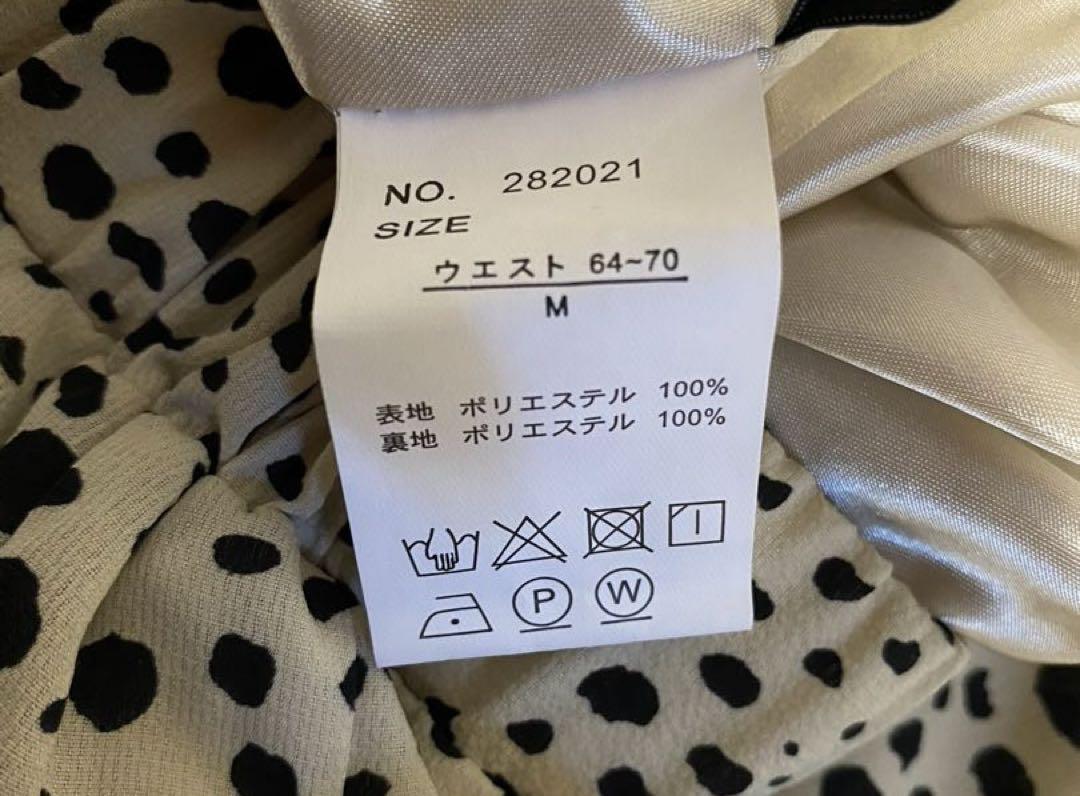 NO. 282021
SIZE
ウエスト 64~70
M
表地 ポリエステル 100%
裏地 ポリエステル 100%
P W